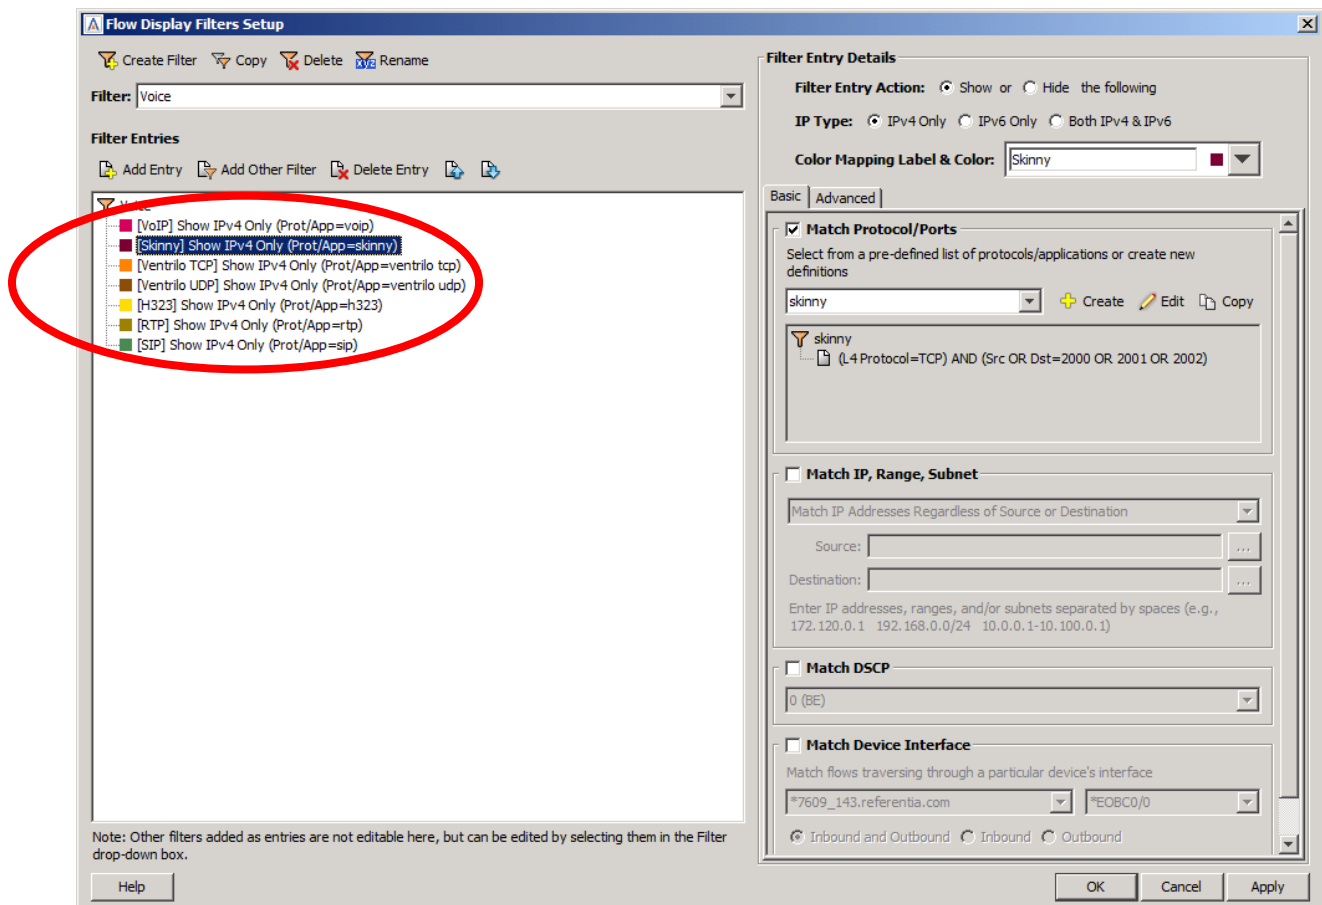 Flow Display Filters Setup
Create Filter Copy Delete Rename
Filter: Voice
Filter Entries
Add Entry Add Other Filter Delete Entry
Voice
[VoIP] Show IPv4 Only (Prot/App=voip)
[Skinny] Show IPv4 Only (Prot/App=skinny)
[Ventrilo TCP] Show IPv4 Only (Prot/App=ventrilo tcp)
[Ventrilo UDP] Show IPv4 Only (Prot/App=ventrilo udp)
[H323] Show IPv4 Only (Prot/App=h323)
[RTP] Show IPv4 Only (Prot/App=rtp)
[SIP] Show IPv4 Only (Prot/App=sip)
Note: Other filters added as entries are not editable here, but can be edited by selecting them in the Filter
drop-down box.
Help
Filter Entry Details
Filter Entry Action: Show or Hide the following
IP Type: IPv4 Only IPv6 Only Both IPv4 & IPv6
Color Mapping Label & Color: Skinny
Basic Advanced
Match Protocol/Ports
Select from a pre-defined list of protocols/applications or create new
definitions
skinny Create Edit Copy
skinny
(L4 Protocol=TCP) AND (Src OR Dst=2000 OR 2001 OR 2002)
Match IP, Range, Subnet
Match IP Addresses Regardless of Source or Destination
Source: ...
Destination: ...
Enter IP addresses, ranges, and/or subnets separated by spaces (e.g.,
172.120.0.1 192.168.0.0/24 10.0.0.1-10.100.0.1)
Match DSCP
0 (BE)
Match Device Interface
Match flows traversing through a particular device's interface
*7609_143.referentia.com *EOBC0/0
Inbound and Outbound Inbound Outbound
OK Cancel Apply